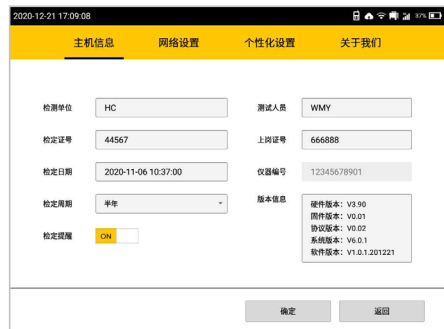 2020-12-21 17:09:08 37%
主机信息 网络设置 个性化设置 关于我们
检测单位 HC 测试人员 WMY
检定证号 44567 上岗证号 666888
检定日期 2020-11-06 10:37:00 仪器编号 12345678901
检定周期 半年 版本信息
硬件版本：V3.90
固件版本：V0.01
协议版本：V0.02
系统版本：V6.0.1
软件版本：V1.0.1.201221
检定提醒 ON
确定 返回